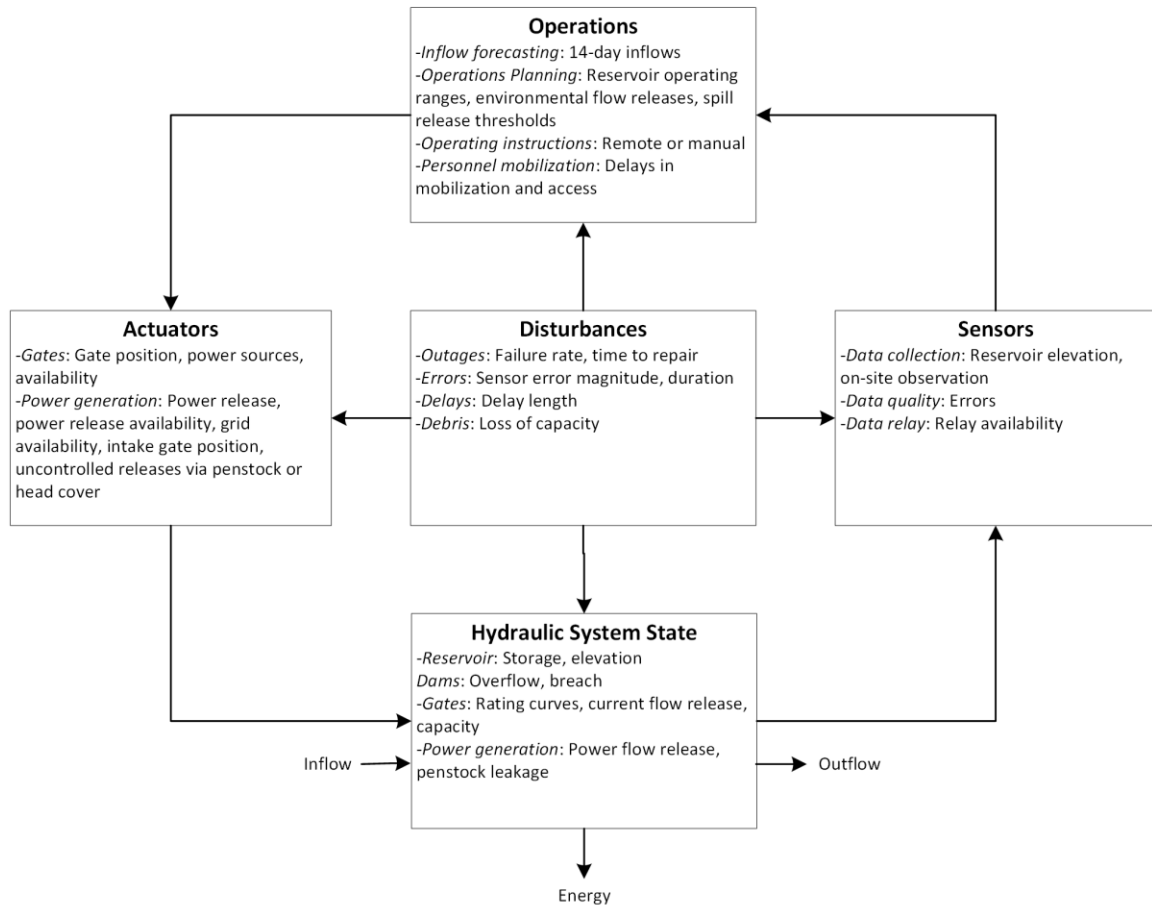 Operations
-Inflow forecasting: 14-day inflows
-Operations Planning: Reservoir operating
ranges, environmental flow releases, spill
release thresholds
-Operating instructions: Remote or manual
-Personnel mobilization: Delays in
mobilization and access
Actuators
-Gates: Gate position, power sources,
availability
-Power generation: Power release,
power release availability, grid
availability, intake gate position,
uncontrolled releases via penstock or
head cover
Disturbances
-Outages: Failure rate, time to repair
-Errors: Sensor error magnitude, duration
-Delays: Delay length
-Debris: Loss of capacity
Sensors
-Data collection: Reservoir elevation,
on-site observation
-Data quality: Errors
-Data relay: Relay availability
Hydraulic System State
-Reservoir: Storage, elevation
Dams: Overflow, breach
-Gates: Rating curves, current flow release,
capacity
-Power generation: Power flow release,
penstock leakage
Inflow
Outflow
Energy